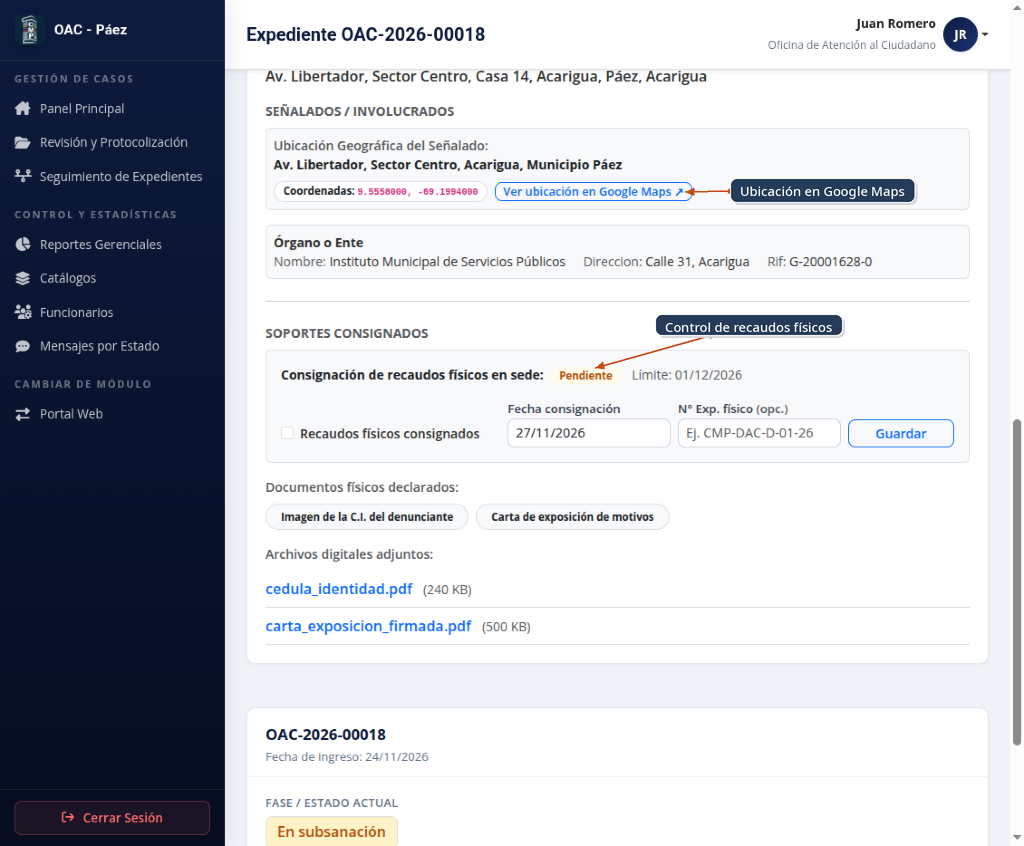 OAC - Páez
GESTIÓN DE CASOS
Panel Principal
Revisión y Protocolización
Seguimiento de Expedientes
CONTROL Y ESTADÍSTICAS
Reportes Gerenciales
Catálogos
Funcionarios
Mensajes por Estado
CAMBIAR DE MÓDULO
Portal Web
Cerrar Sesión
Expediente OAC-2026-00018
Juan Romero
Oficina de Atención al Ciudadano
JR
Av. Libertador, Sector Centro, Casa 14, Acarigua, Páez, Acarigua
SEÑALADOS / INVOLUCRADOS
Ubicación Geográfica del Señalado:
Av. Libertador, Sector Centro, Acarigua, Municipio Páez
Coordenadas: 9.5558000, -69.1994000 Ver ubicación en Google Maps ↗ Ubicación en Google Maps
Órgano o Ente
Nombre: Instituto Municipal de Servicios Públicos Direccion: Calle 31, Acarigua Rif: G-20001628-0
SOPORTES CONSIGNADOS
Control de recaudos físicos
Consignación de recaudos físicos en sede: Pendiente Límite: 01/12/2026
Fecha consignación N° Exp. físico (opc.)
Recaudos físicos consignados 27/11/2026 Ej. CMP-DAC-D-01-26 Guardar
Documentos físicos declarados:
Imagen de la C.I. del denunciante Carta de exposición de motivos
Archivos digitales adjuntos:
cedula_identidad.pdf (240 KB)
carta_exposicion_firmada.pdf (500 KB)
OAC-2026-00018
Fecha de ingreso: 24/11/2026
FASE / ESTADO ACTUAL
En subsanación